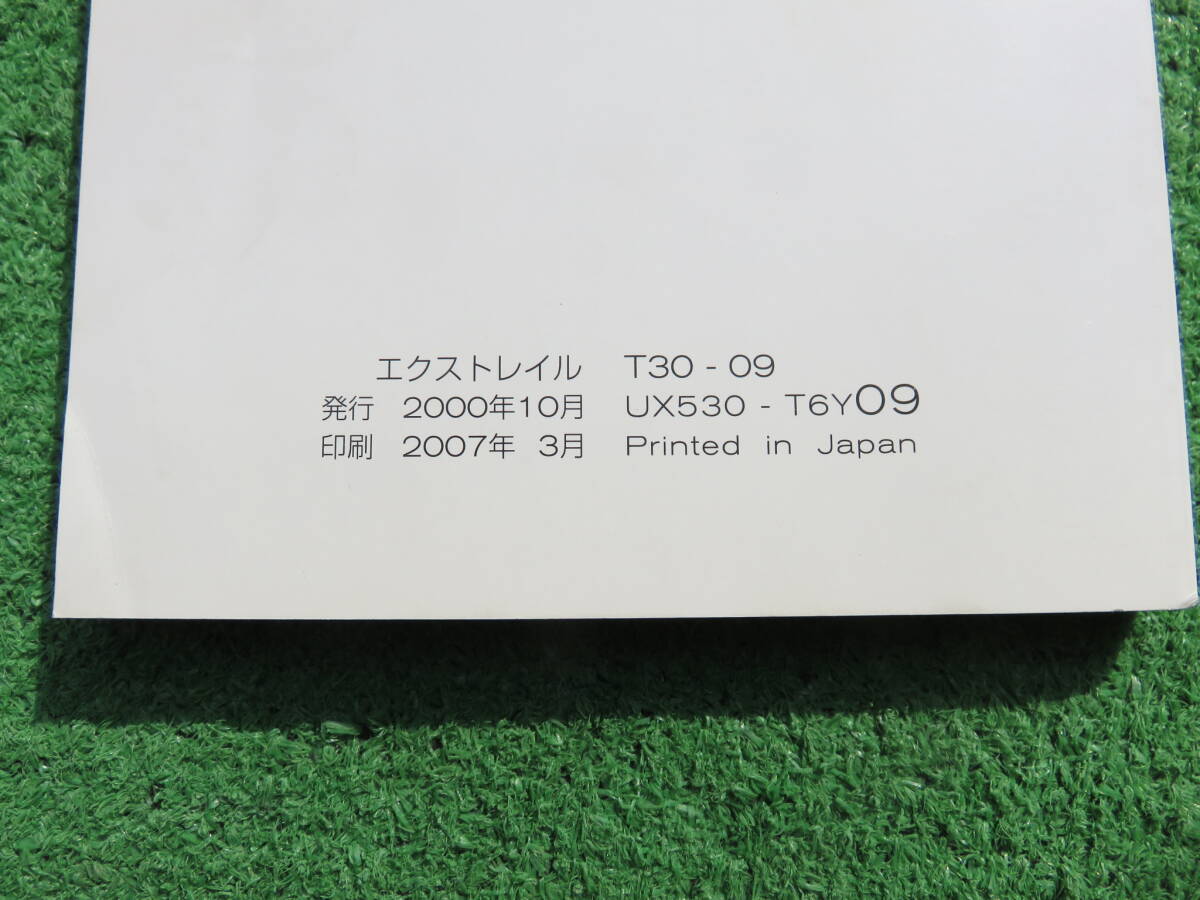 エクストレイル T30 - 09
発行 2000年10月 UX530 - T6Y09
印刷 2007年 3月 Printed in Japan